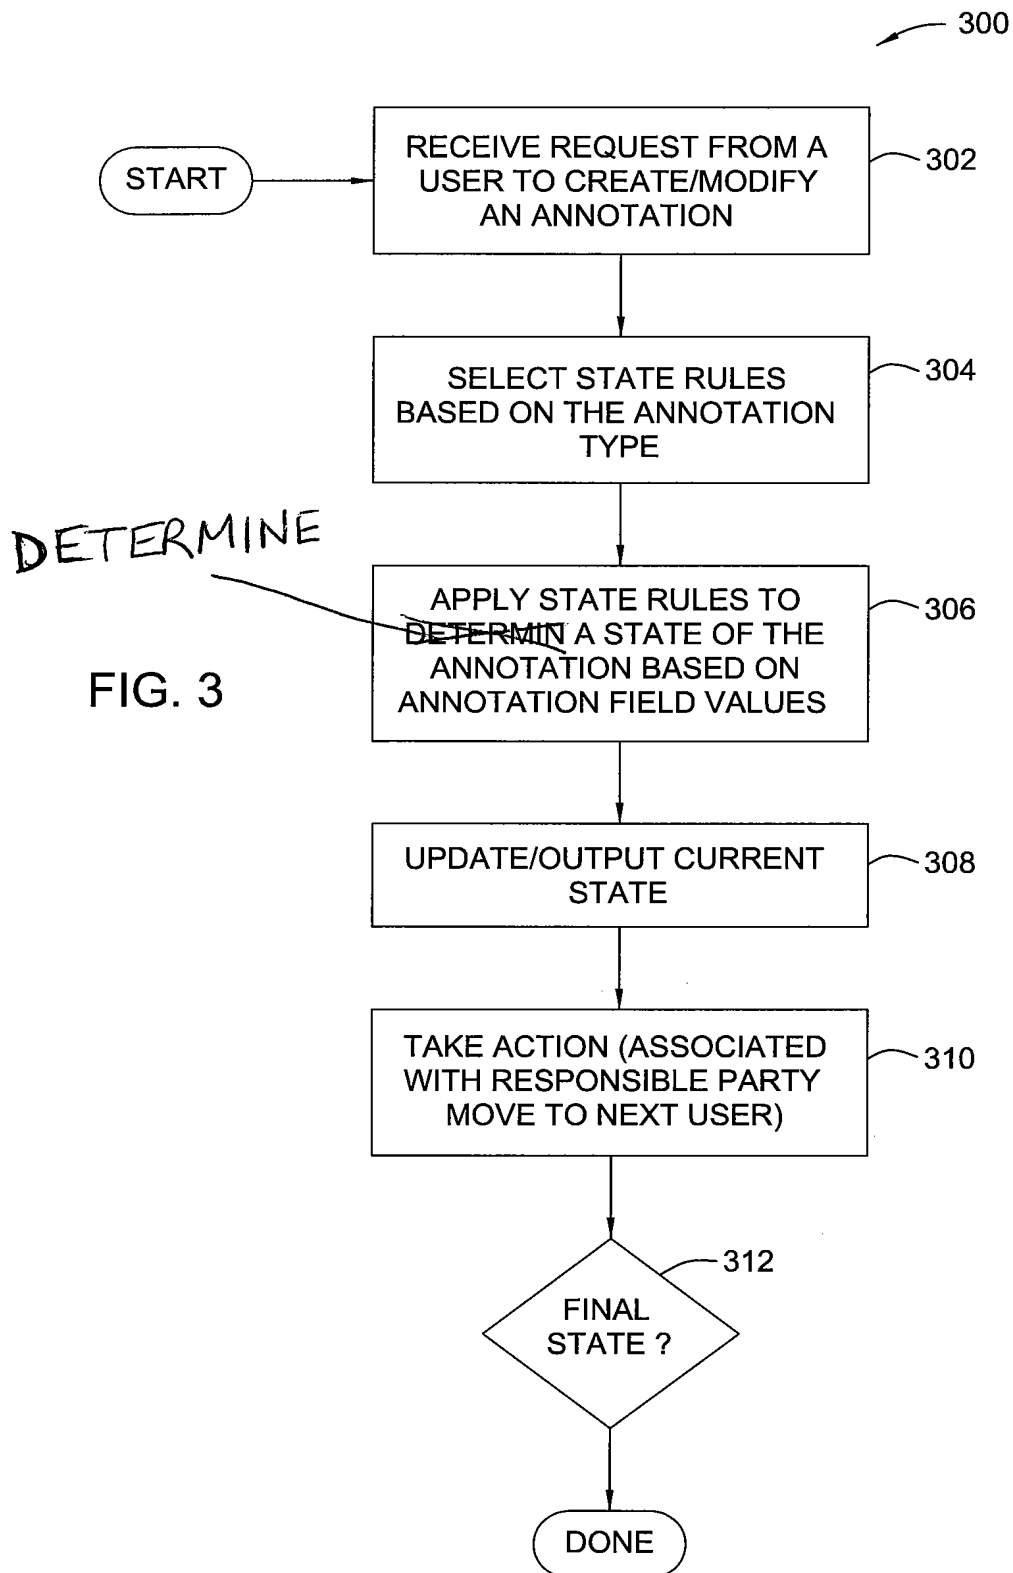 300
START
RECEIVE REQUEST FROM A
USER TO CREATE/MODIFY
AN ANNOTATION
302
SELECT STATE RULES
BASED ON THE ANNOTATION
TYPE
304
DETERMINE
APPLY STATE RULES TO
DETERMIN A STATE OF THE
ANNOTATION BASED ON
ANNOTATION FIELD VALUES
306
FIG. 3
UPDATE/OUTPUT CURRENT
STATE
308
TAKE ACTION (ASSOCIATED
WITH RESPONSIBLE PARTY
MOVE TO NEXT USER)
310
312
FINAL
STATE ?
DONE